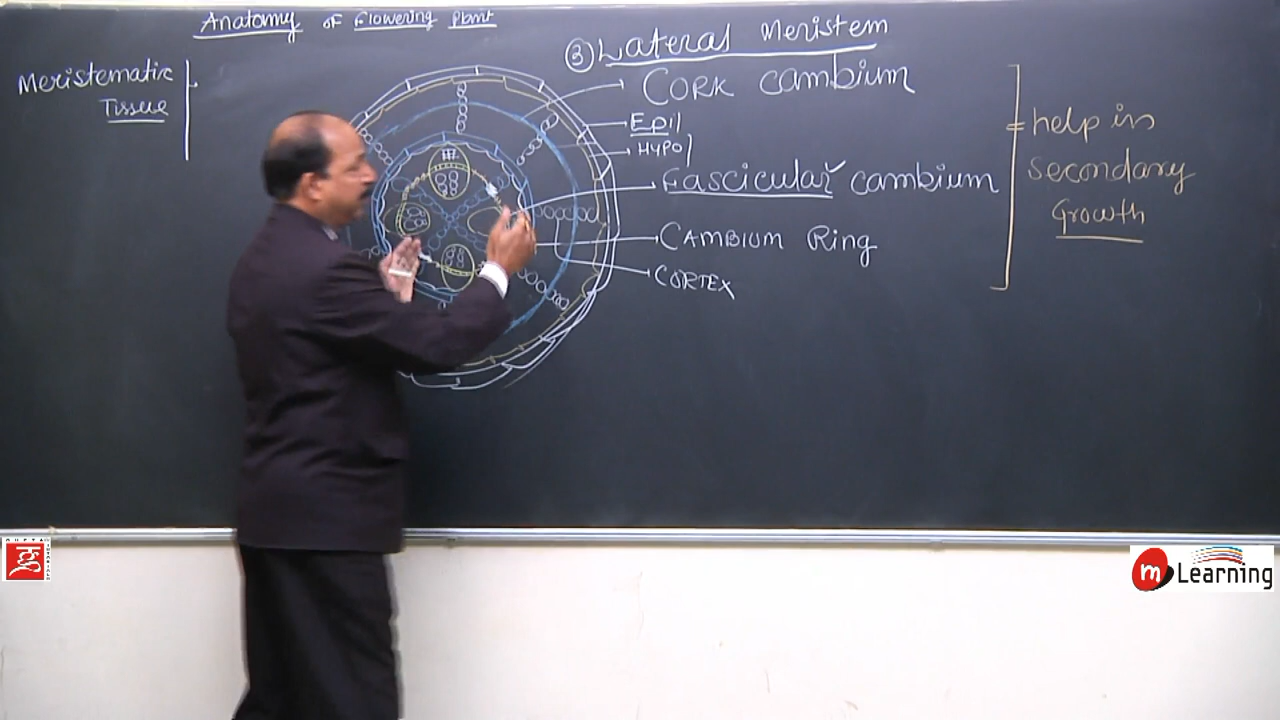 Anatomy of Flowering Plant
Meristematic
Tissue
③ Lateral Meristem
Cork cambium
Epi
Hypo
Fascicular cambium
Cambium Ring
Cortex
help in
secondary
Growth
m Learning